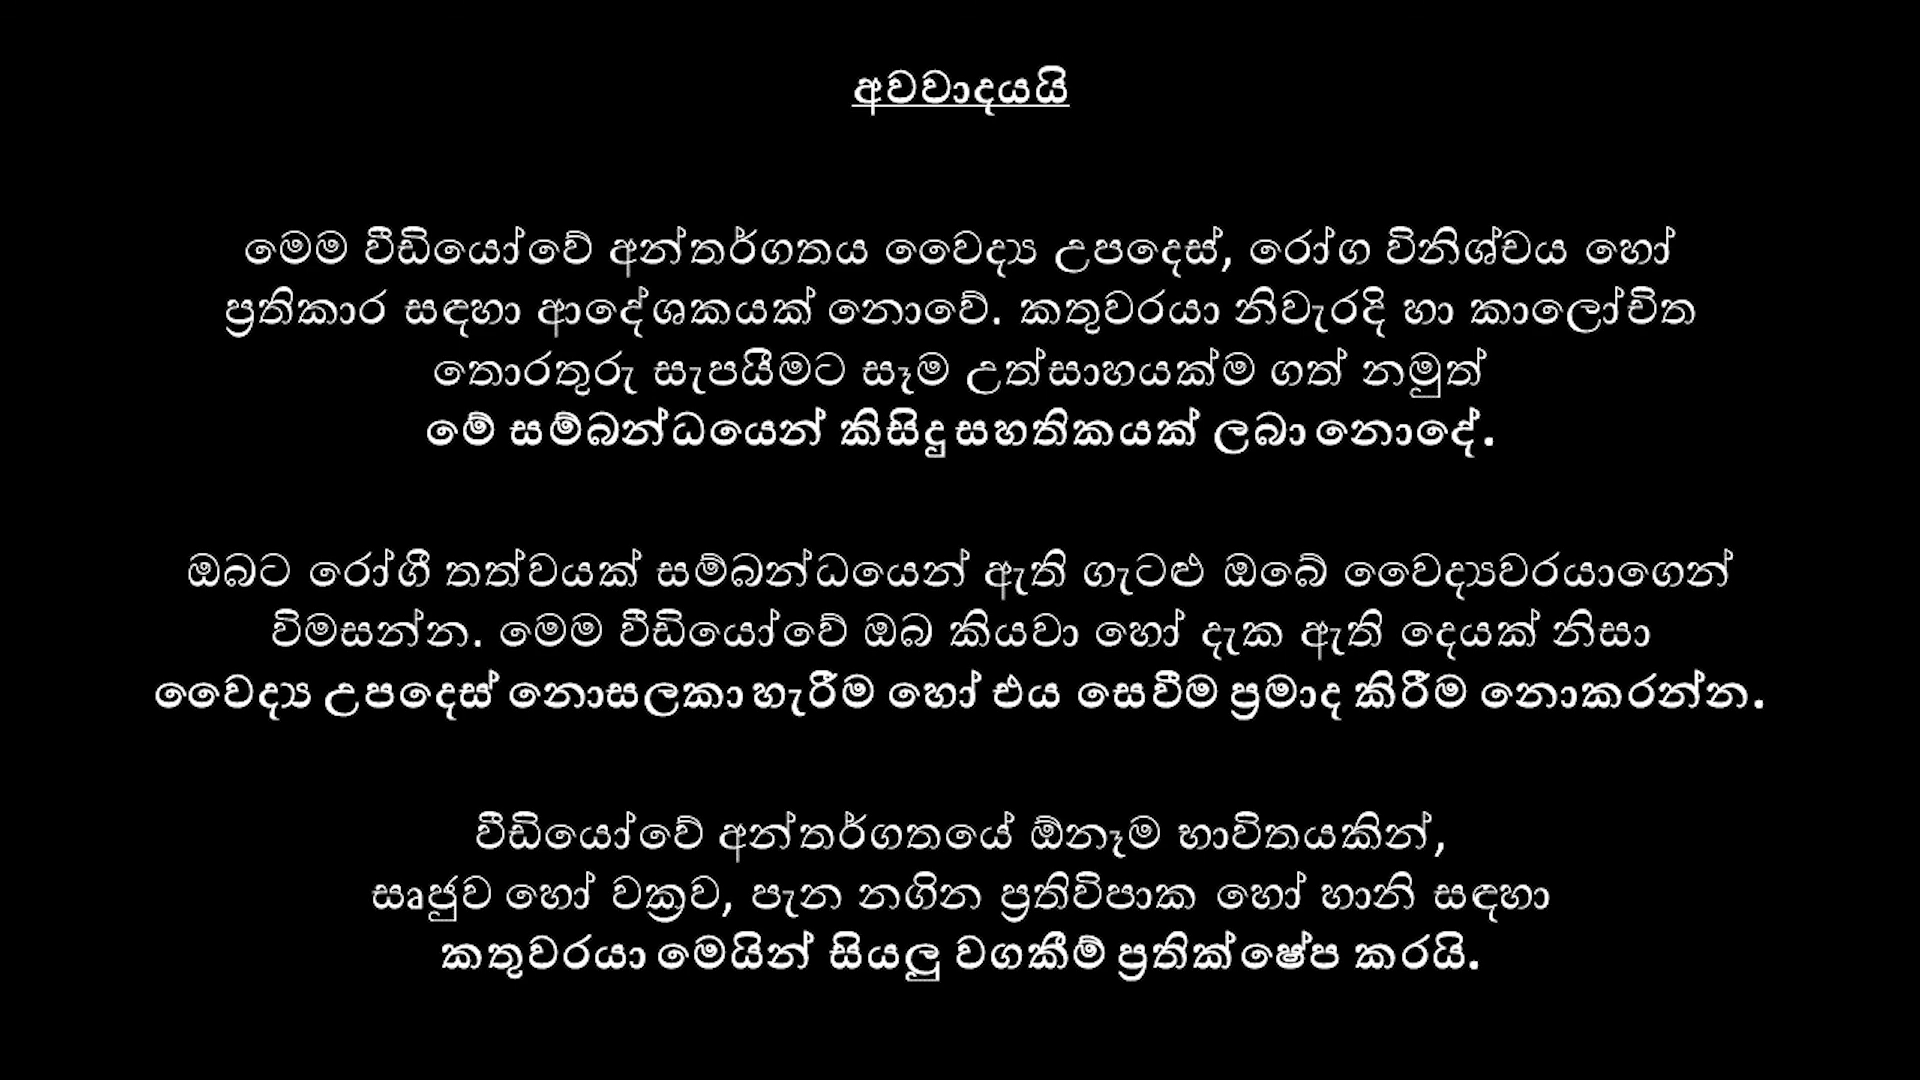 අවවාදයයි
මෙම වීඩියෝවේ අන්තර්ගතය වෛද්‍ය උපදෙස්, රෝග විනිශ්චය හෝ
ප්‍රතිකාර සඳහා ආදේශකයක් නොවේ. කතුවරයා නිවැරදි හා කාලෝචිත
තොරතුරු සැපයීමට සෑම උත්සාහයක්ම ගත් නමුත්
මේ සම්බන්ධයෙන් කිසිදු සහතිකයක් ලබා නොදේ.
ඔබට රෝගී තත්වයක් සම්බන්ධයෙන් ඇති ගැටළු ඔබේ වෛද්‍යවරයාගෙන්
විමසන්න. මෙම වීඩියෝවේ ඔබ කියවා හෝ දැක ඇති දෙයක් නිසා
වෛද්‍ය උපදෙස් නොසලකා හැරීම හෝ එය සෙවීම ප්‍රමාද කිරීම නොකරන්න.
වීඩියෝවේ අන්තර්ගතයේ ඕනෑම භාවිතයකින්,
සෘජුව හෝ වක්‍රව, පැන නගින ප්‍රතිවිපාක හෝ හානි සඳහා
කතුවරයා මෙයින් සියලු වගකීම් ප්‍රතික්ෂේප කරයි.